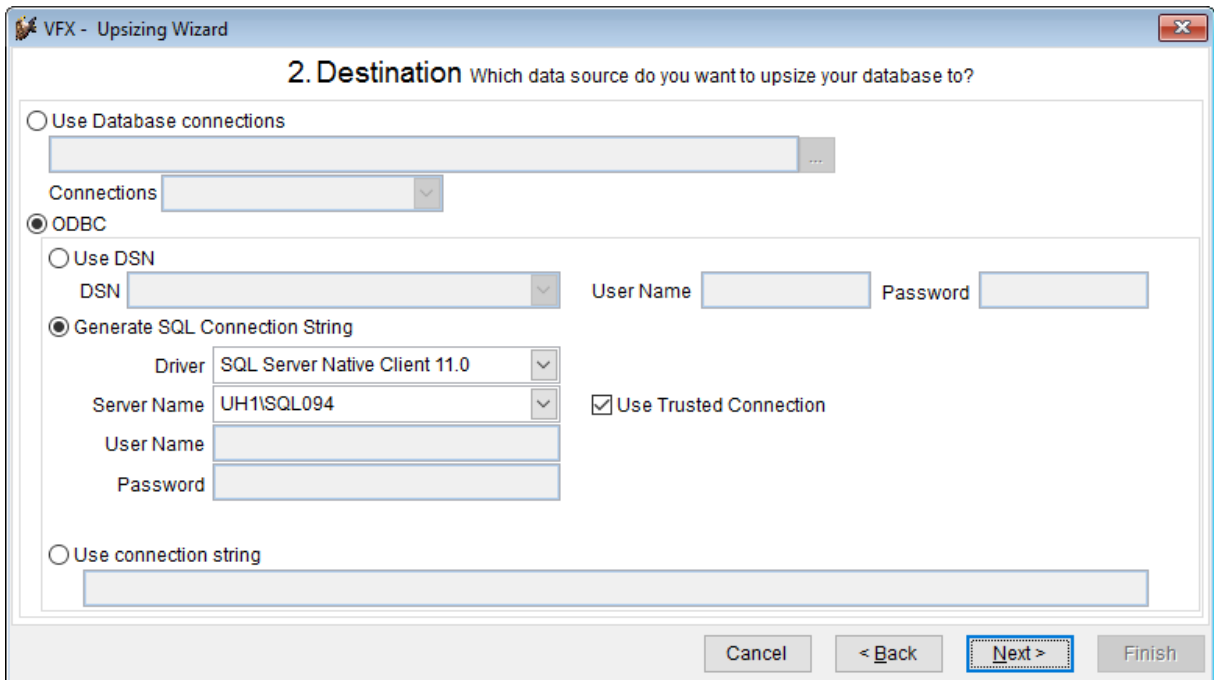 VFX - Upsizing Wizard
2. Destination Which data source do you want to upsize your database to?
Use Database connections
...
Connections
ODBC
Use DSN
DSN User Name Password
Generate SQL Connection String
Driver SQL Server Native Client 11.0
Server Name UH1\SQL094 Use Trusted Connection
User Name
Password
Use connection string
Cancel < Back Next > Finish